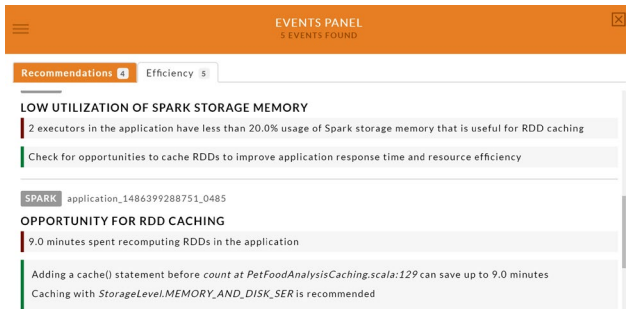 EVENTS PANEL
5 EVENTS FOUND
Recommendations 4 Efficiency 5
LOW UTILIZATION OF SPARK STORAGE MEMORY
2 executors in the application have less than 20.0% usage of Spark storage memory that is useful for RDD caching
Check for opportunities to cache RDDs to improve application response time and resource efficiency
SPARK application_1486399288751_0485
OPPORTUNITY FOR RDD CACHING
9.0 minutes spent recomputing RDDs in the application
Adding a cache() statement before count at PetFoodAnalysisCaching.scala:129 can save up to 9.0 minutes
Caching with StorageLevel.MEMORY_AND_DISK_SER is recommended